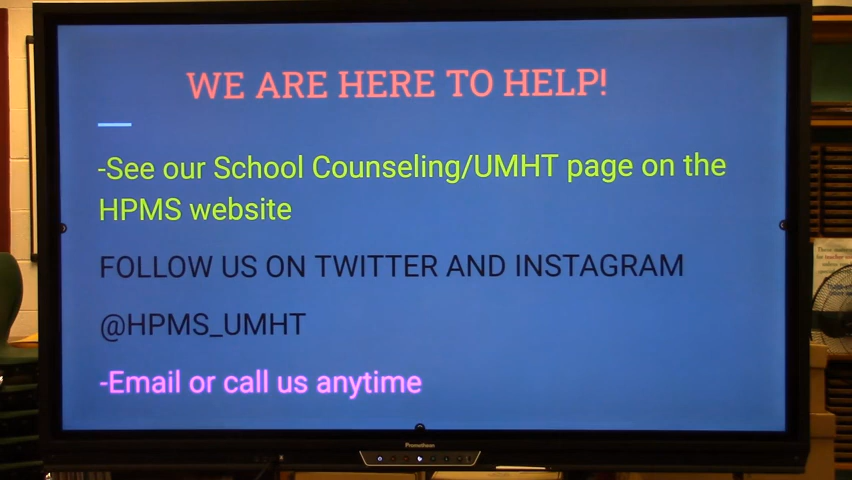 WE ARE HERE TO HELP!
-See our School Counseling/UMHT page on the
HPMS website
FOLLOW US ON TWITTER AND INSTAGRAM
@HPMS_UMHT
-Email or call us anytime
Promethean